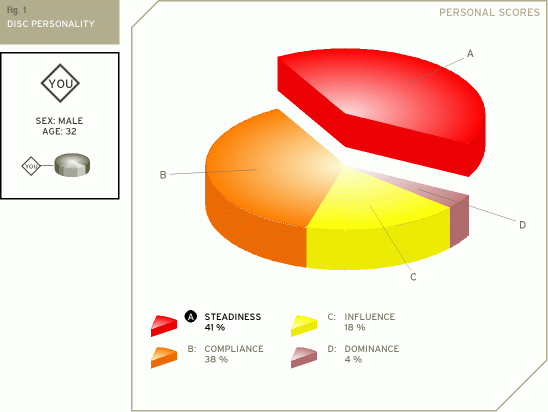 Fig. 1
DISC PERSONALITY
PERSONAL SCORES
YOU
SEX: MALE
AGE: 32
YOU
A
B
C
D
A STEADINESS
41 %
B: COMPLIANCE
38 %
C: INFLUENCE
18 %
D: DOMINANCE
4 %